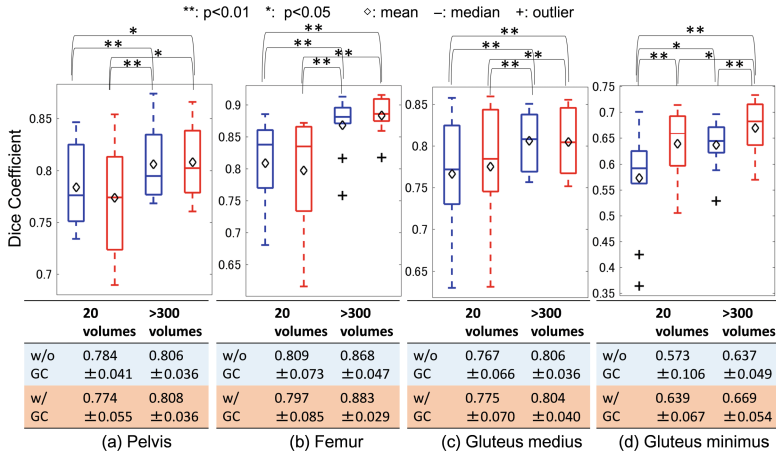 **: p<0.01 *: p<0.05 ◇: mean –: median +: outlier
Dice Coefficient
* ** * **
0.85
0.8
0.75
0.7
** ** ** **
0.9
0.85
0.8
0.75
0.7
0.65
** ** ** **
0.85
0.8
0.75
0.7
0.65
** * ** * **
0.75
0.7
0.65
0.6
0.55
0.5
0.45
0.4
0.35
20 volumes >300 volumes
w/o GC 0.784 ±0.041 0.806 ±0.036
w/ GC 0.774 ±0.055 0.808 ±0.036
(a) Pelvis
20 volumes >300 volumes
w/o GC 0.809 ±0.073 0.868 ±0.047
w/ GC 0.797 ±0.085 0.883 ±0.029
(b) Femur
20 volumes >300 volumes
w/o GC 0.767 ±0.066 0.806 ±0.036
w/ GC 0.775 ±0.070 0.804 ±0.040
(c) Gluteus medius
20 volumes >300 volumes
w/o GC 0.573 ±0.106 0.637 ±0.049
w/ GC 0.639 ±0.067 0.669 ±0.054
(d) Gluteus minimus